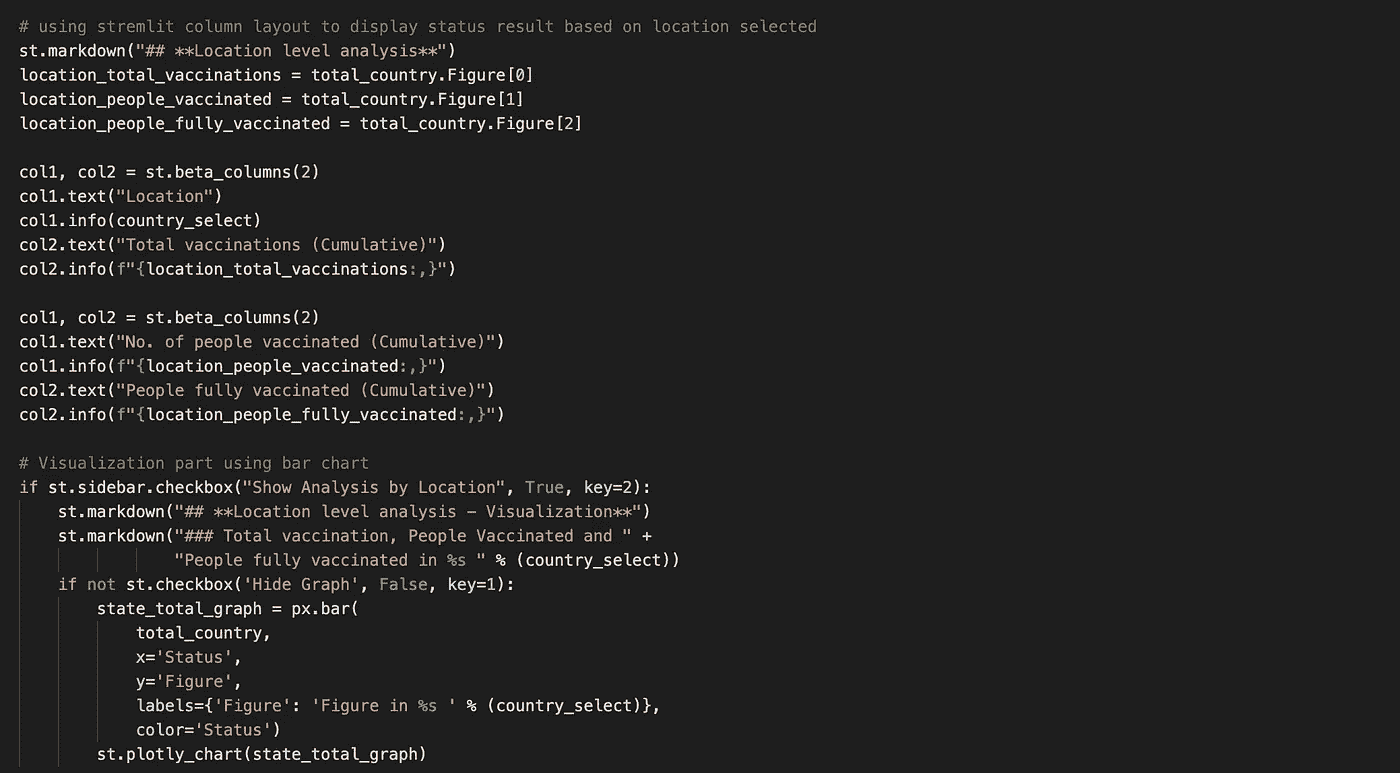 # using stremlit column layout to display status result based on location selected
st.markdown("## **Location level analysis**")
location_total_vaccinations = total_country.Figure[0]
location_people_vaccinated = total_country.Figure[1]
location_people_fully_vaccinated = total_country.Figure[2]

col1, col2 = st.beta_columns(2)
col1.text("Location")
col1.info(country_select)
col2.text("Total vaccinations (Cumulative)")
col2.info(f"{location_total_vaccinations:,}")

col1, col2 = st.beta_columns(2)
col1.text("No. of people vaccinated (Cumulative)")
col1.info(f"{location_people_vaccinated:,}")
col2.text("People fully vaccinated (Cumulative)")
col2.info(f"{location_people_fully_vaccinated:,}")

# Visualization part using bar chart
if st.sidebar.checkbox("Show Analysis by Location", True, key=2):
    st.markdown("## **Location level analysis – Visualization**")
    st.markdown("### Total vaccination, People Vaccinated and " +
                "People fully vaccinated in %s " % (country_select))
    if not st.checkbox('Hide Graph', False, key=1):
        state_total_graph = px.bar(
            total_country,
            x='Status',
            y='Figure',
            labels={'Figure': 'Figure in %s ' % (country_select)},
            color='Status')
        st.plotly_chart(state_total_graph)